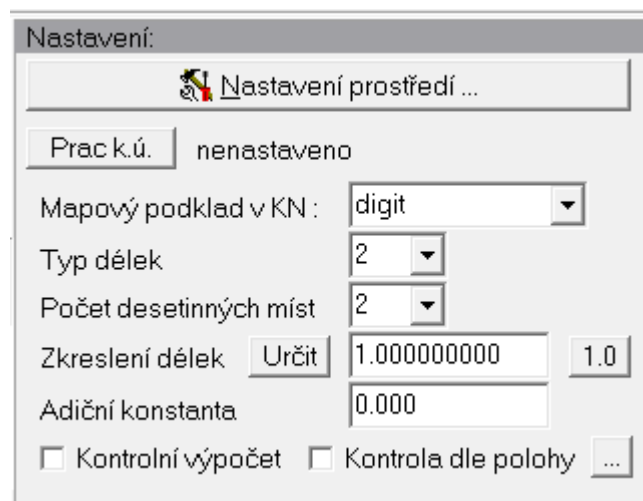 Nastavení:
Nastavení prostředí ...
Prac k.ú. nenastaveno
Mapový podklad v KN : digit
Typ délek 2
Počet desetinných míst 2
Zkreslení délek Určit 1.000000000 1.0
Adiční konstanta 0.000
Kontrolní výpočet Kontrola dle polohy ...